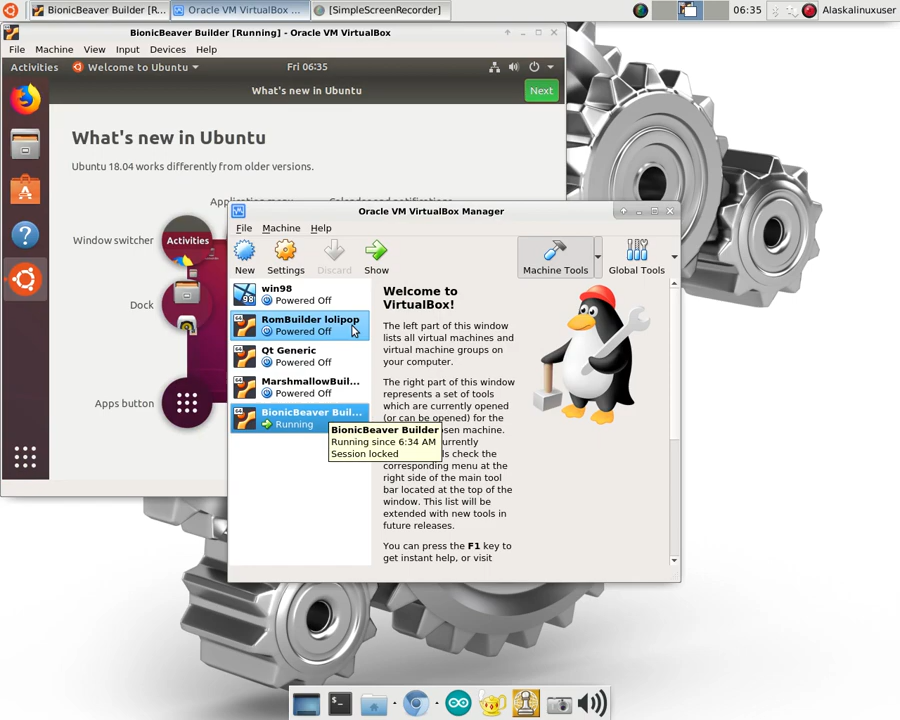 BionicBeaver Builder [R...
Oracle VM VirtualBox ...
[SimpleScreenRecorder]
06:35
Alaskalinuxuser
BionicBeaver Builder [Running] - Oracle VM VirtualBox
File Machine View Input Devices Help
Activities Welcome to Ubuntu Fri 06:35
What's new in Ubuntu
Next
What's new in Ubuntu
Ubuntu 18.04 works differently from older versions.
Window switcher
Activities
Dock
Apps button
Oracle VM VirtualBox Manager
File Machine Help
New
Settings
Discard
Show
Machine Tools
Global Tools
win98
98
Powered Off
64
RomBuilder lolipop
Powered Off
64
Qt Generic
Powered Off
64
MarshmallowBuil...
Powered Off
64
BionicBeaver Buil...
Running
BionicBeaver Builder
Running since 6:34 AM
Session locked
Welcome to
VirtualBox!
The left part of this window
lists all virtual machines and
virtual machine groups on
your computer.
The right part of this window
represents a set of tools
which are currently opened
(or can be opened) for the
corresponding menu at the
right side of the main tool
bar located at the top of the
window. This list will be
extended with new tools in
future releases.
You can press the F1 key to
get instant help, or visit